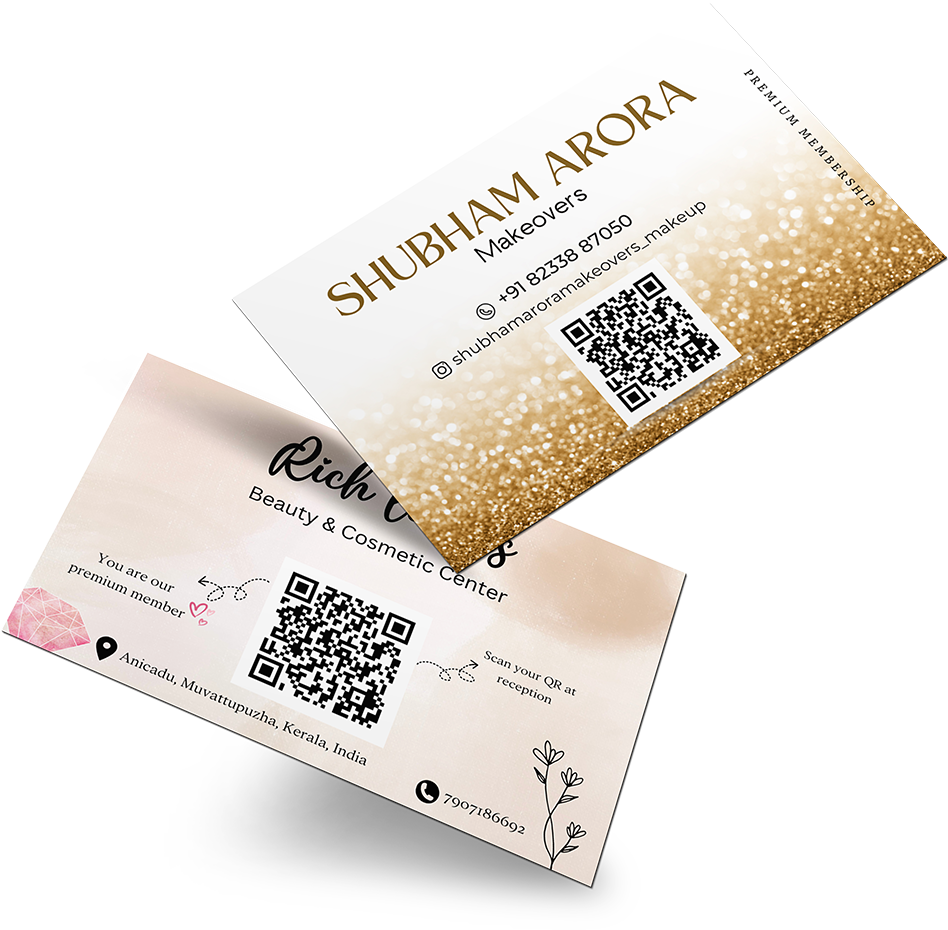 SHUBHAM ARORA
Makeovers
+91 82338 87050
shubhamaroramakeovers_makeup
PREMIUM MEMBERSHIP
Rich
Beauty & Cosmetic Center
You are our
premium member
Scan your QR at
reception
Anicadu, Muvattupuzha, Kerala, India
7907186692